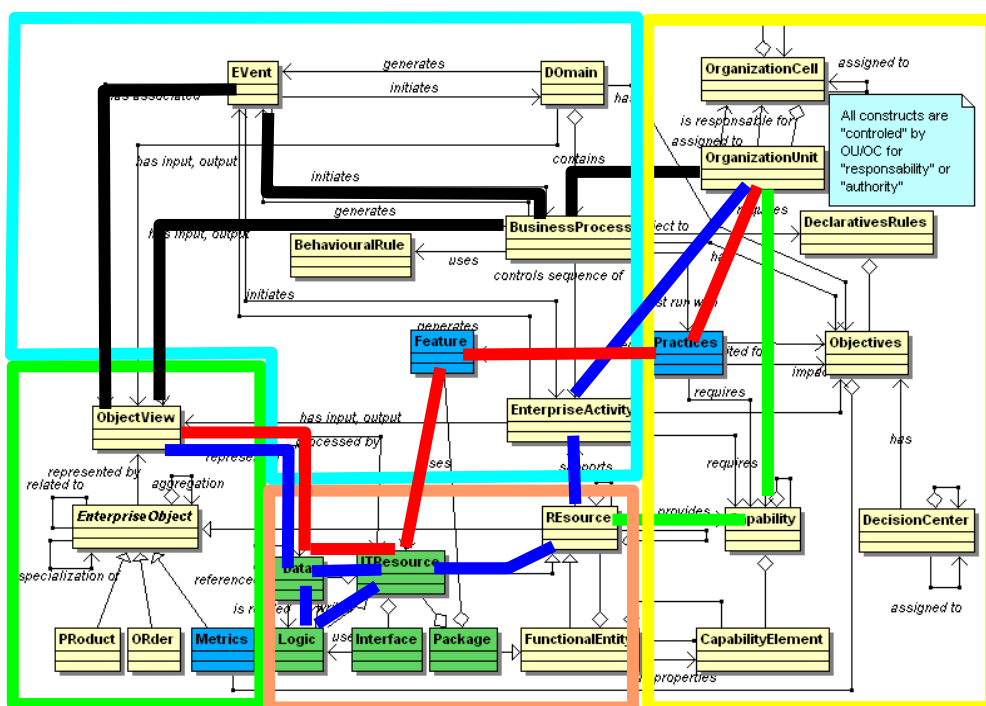 generates
EVent
DOmain
OrganizationCell
assigned to
initiates
has associated
has
is responsable for
All constructs are
"controled" by
OU/OC for
"responsability" or
"authority"
assigned to
OrganizationUnit
has input, output
contains
initiates
requires
generates
has input, output
BusinessProcess
DeclarativesRules
BehaviouralRule
uses
controls sequence of
initiates
generates
Feature
Practices
Objectives
requires
ObjectView
has input, output
EnterpriseActivity
processed by
has
represented by
related to
aggregation
uses
supports
requires
EnterpriseObject
REsource
provides
Capability
DecisionCenter
specialization of
Data
ITResource
assigned to
PRoduct
ORder
Metrics
Logic
Interface
Package
FunctionalEntity
CapabilityElement
properties